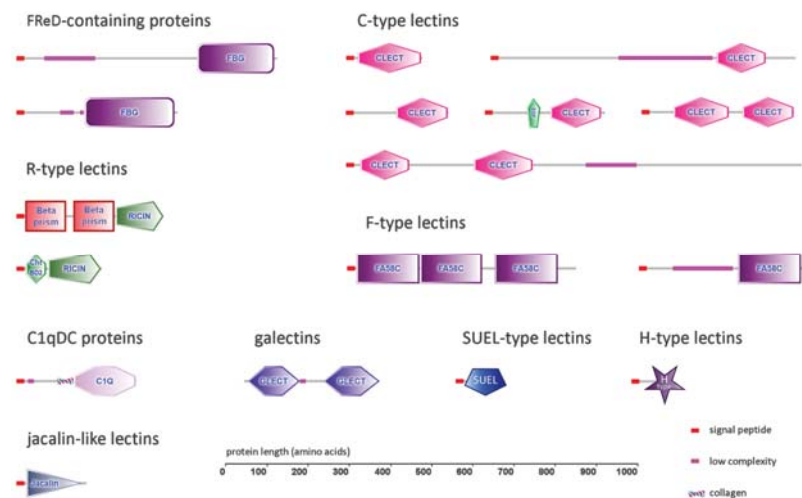 FReD-containing proteins
C-type lectins
FBG
CLECT
CLECT
FBG
CLECT
CLECT
CLECT
CLECT
R-type lectins
CLECT
CLECT
Beta prism
Beta prism
RICIN
F-type lectins
RICIN
FA58C
FA58C
FA58C
FA58C
C1qDC proteins
galectins
SUEL-type lectins
H-type lectins
C1Q
GLECT
GLECT
SUEL
H type
jacalin-like lectins
signal peptide
protein length (amino acids)
low complexity
Jacalin
0 100 200 300 400 500 600 700 800 900 1000
collagen